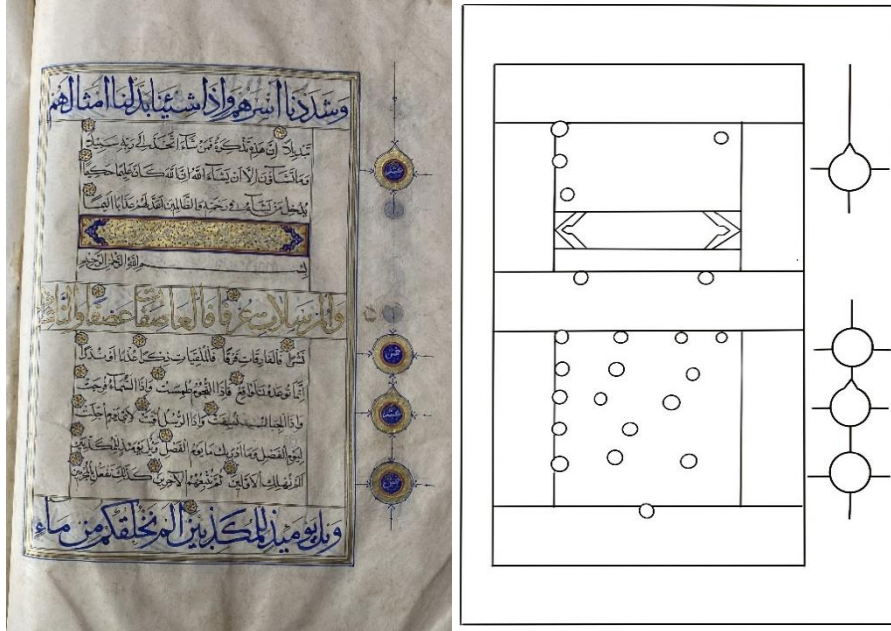 وشددنا اسرهم واذا شئنا بدلنا امثالهم
تبديلا ان هذه تذكرة فمن شاء اتخذ الى ربه سبيلا
وما تشاؤن الا ان يشاء الله ان الله كان عليما حكيما
يدخل من يشاء في رحمته والظالمين اعد لهم عذابا اليما
بسم الله الرحمن الرحيم
والمرسلات عرفا فالعاصفات عصفا والناشرات
نشرا فالفارقات فرقا فالملقيات ذكرا عذرا او نذرا
انما توعدون لواقع فاذا النجوم طمست واذا السماء فرجت
واذا الجبال نسفت واذا الرسل اقتت لاي يوم اجلت
ليوم الفصل وما ادريك ما يوم الفصل ويل يومئذ للمكذبين
الم نهلك الاولين ثم نتبعهم الاخرين كذلك نفعل بالمجرمين
ويل يوميذ للمكذبين الم نخلقكم من ماء